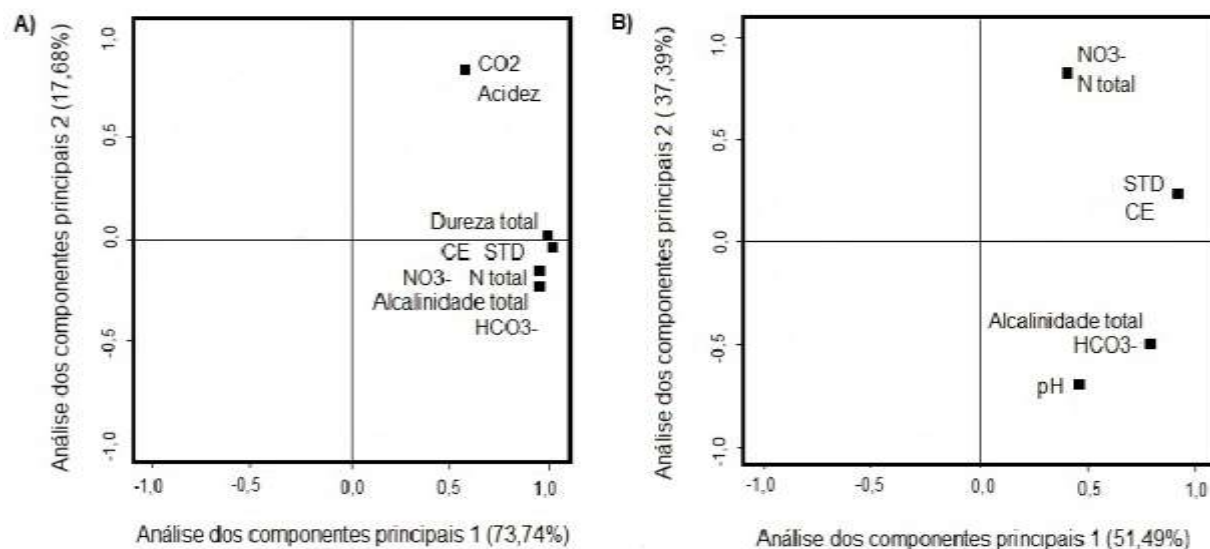 A)
Análise dos componentes principais 2 (17,68%)
1,0
0,5
0,0
-0,5
-1,0
CO2
Acidez
Dureza total
CE STD
NO3- N total
Alcalinidade total
HCO3-
-1,0 -0,5 0,0 0,5 1,0
Análise dos componentes principais 1 (73,74%)
B)
Análise dos componentes principais 2 ( 37,39%)
1,0
0,5
0,0
-0,5
-1,0
NO3-
N total
STD
CE
Alcalinidade total
HCO3-
pH
-1,0 -0,5 0,0 0,5 1,0
Análise dos componentes principais 1 (51,49%)